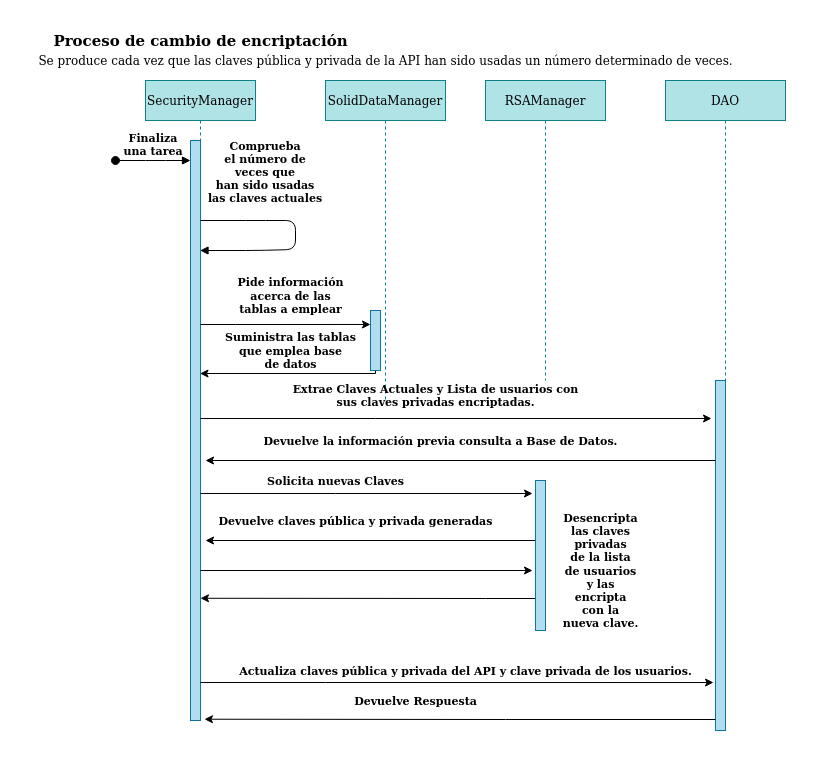 Proceso de cambio de encriptación
Se produce cada vez que las claves pública y privada de la API han sido usadas un número determinado de veces.
SecurityManager
SolidDataManager
RSAManager
DAO
Finaliza
una tarea
Comprueba
el número de
veces que
han sido usadas
las claves actuales
Pide información
acerca de las
tablas a emplear
Suministra las tablas
que emplea base
de datos
Extrae Claves Actuales y Lista de usuarios con
sus claves privadas encriptadas.
Devuelve la información previa consulta a Base de Datos.
Solicita nuevas Claves
Devuelve claves pública y privada generadas
Desencripta
las claves
privadas
de la lista
de usuarios
y las
encripta
con la
nueva clave.
Actualiza claves pública y privada del API y clave privada de los usuarios.
Devuelve Respuesta